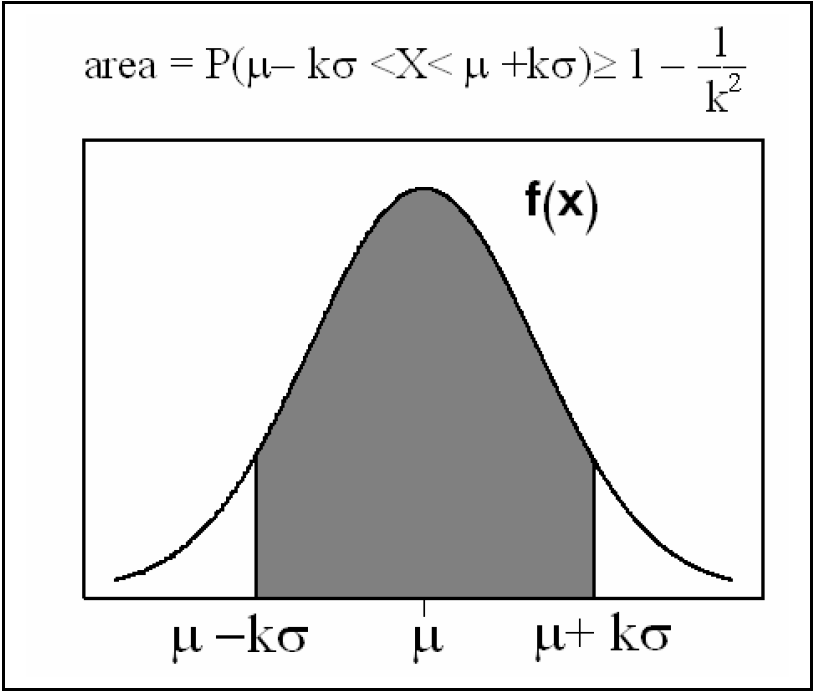 area = P(μ− kσ <X< μ +kσ)≥ 1 − 1/k²
f(x)
μ −kσ μ μ+ kσ